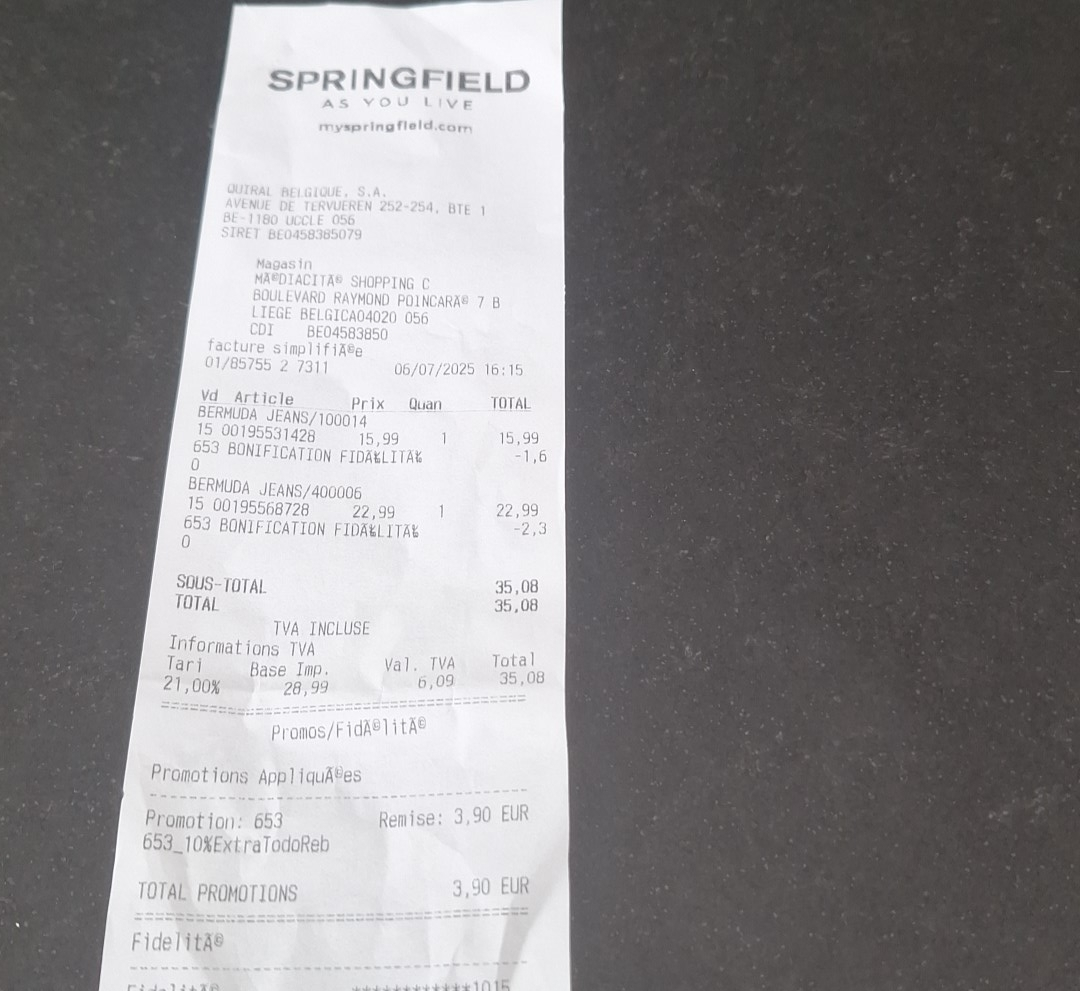 SPRINGFIELD
AS YOU LIVE
myspringfield.com
QUIRAL BELGIQUE, S.A.
AVENUE DE TERVUEREN 252-254, BTE 1
BE-1180 UCCLE 056
SIRET BE0458385079
Magasin
MÃ©DIACITÃ© SHOPPING C
BOULEVARD RAYMOND POINCARÃ© 7 B
LIEGE BELGICA04020 056
CDI BE04583850
facture simplifiÃ©e
01/85755 2 7311 06/07/2025 16:15
Vd Article Prix Quan TOTAL
BERMUDA JEANS/100014
15 00195531428 15,99 1 15,99
653 BONIFICATION FIDÃ‰LITÃ‰ -1,6
0
BERMUDA JEANS/400006
15 00195568728 22,99 1 22,99
653 BONIFICATION FIDÃ‰LITÃ‰ -2,3
0
SOUS-TOTAL 35,08
TOTAL 35,08
TVA INCLUSE
Informations TVA
Tari Base Imp. Val. TVA Total
21,00% 28,99 6,09 35,08
Promos/FidÃ©litÃ©
Promotions AppliquÃ©es
Promotion: 653 Remise: 3,90 EUR
653_10%ExtraTodoReb
TOTAL PROMOTIONS 3,90 EUR
FidelitÃ©
FidelitÃ© ************1015